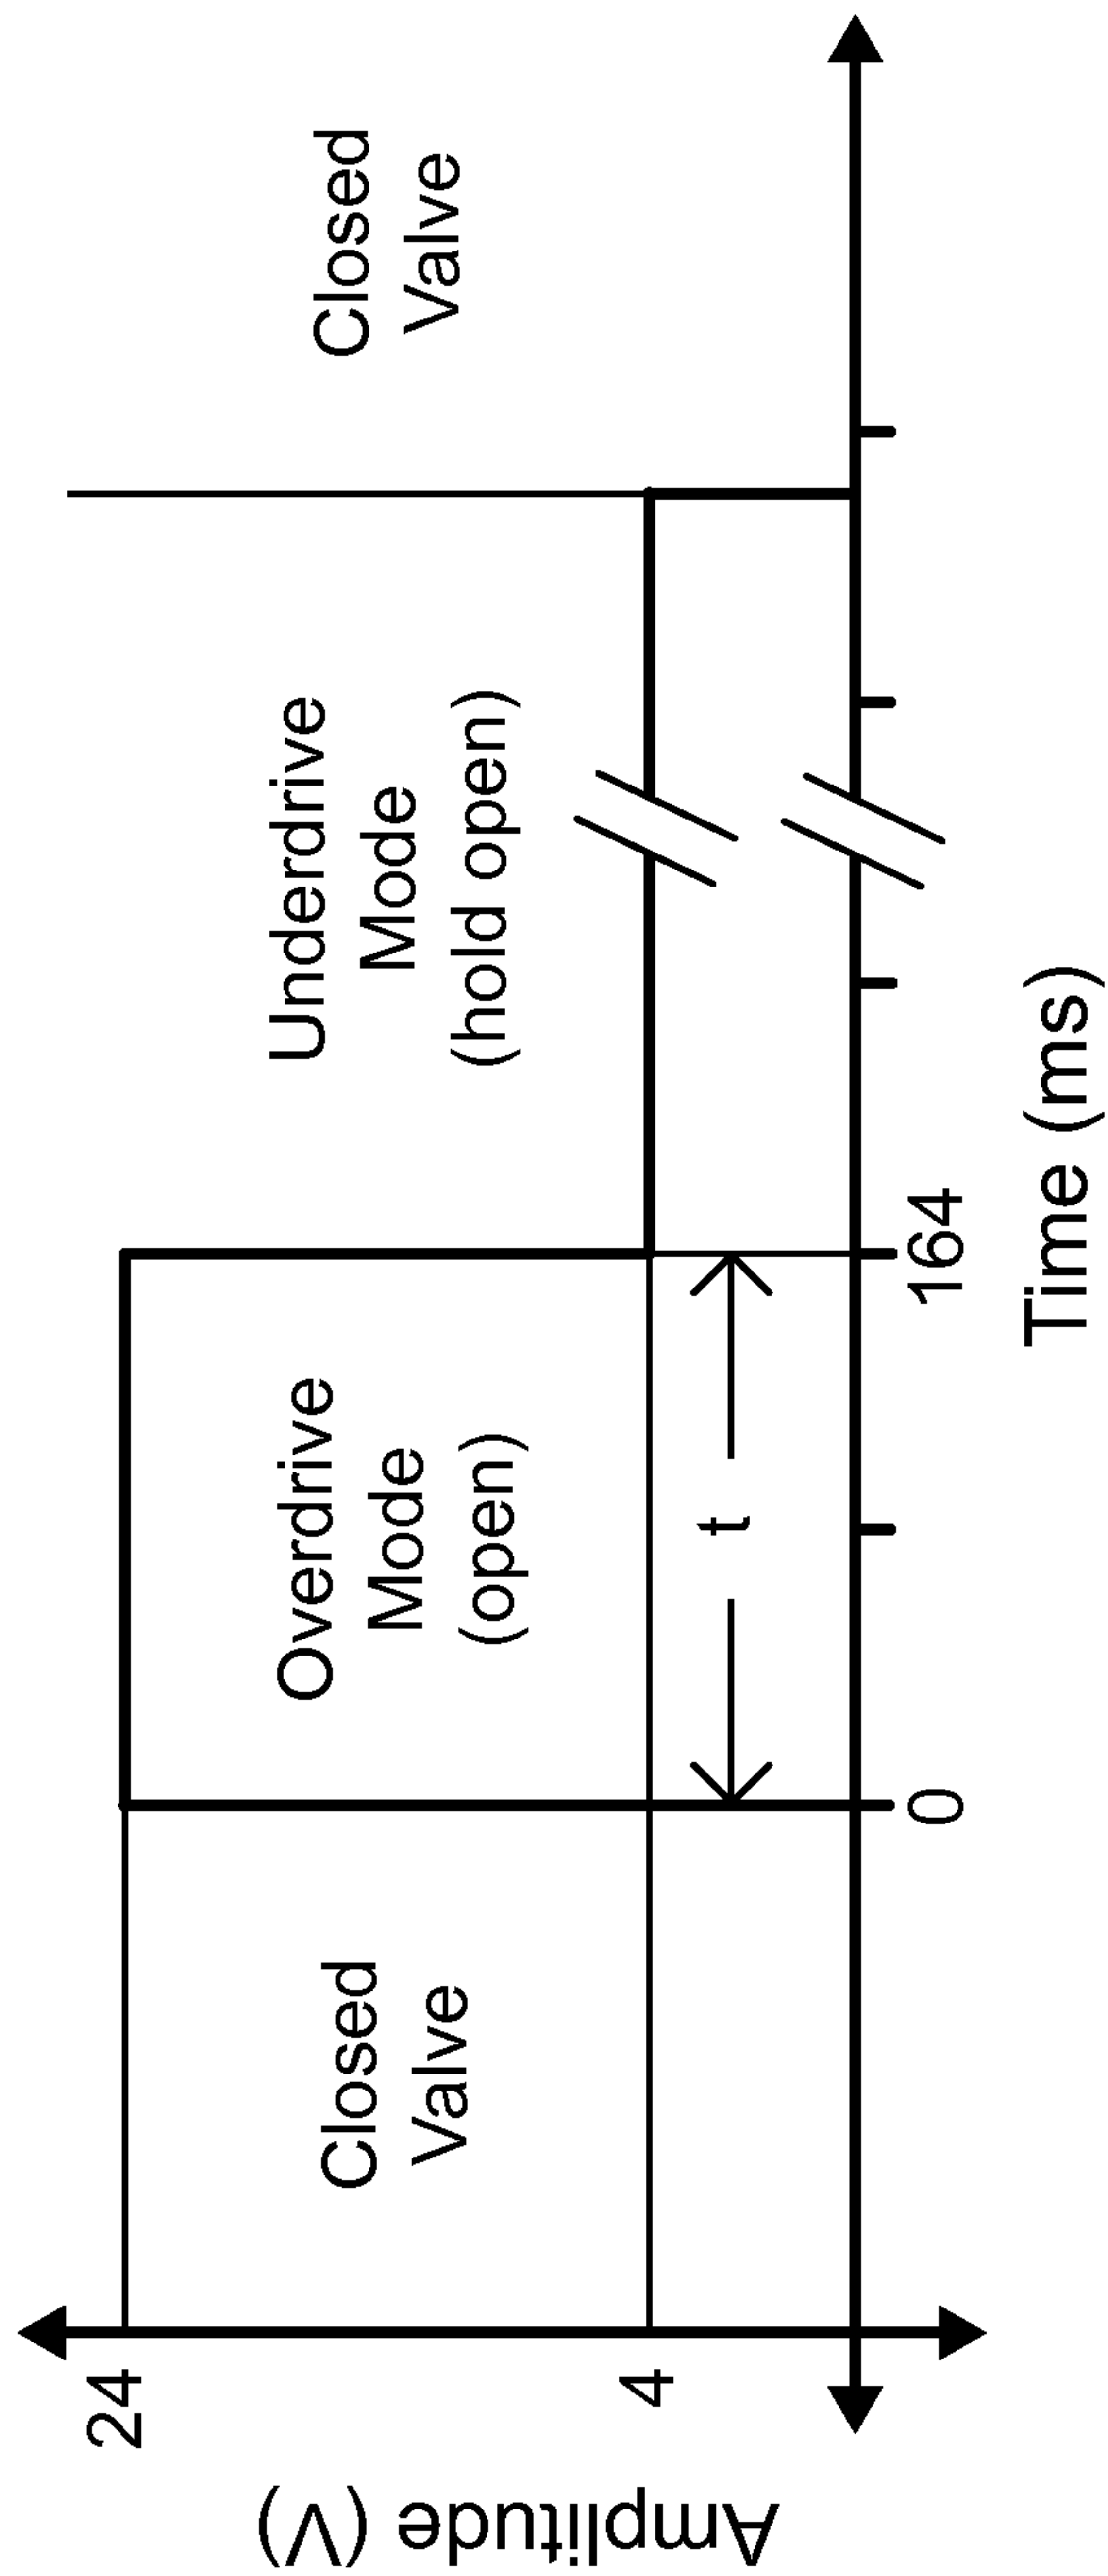 Amplitude (V)
24
4
Closed
Valve
Overdrive
Mode
(open)
t
Underdrive
Mode
(hold open)
Closed
Valve
0
164
Time (ms)